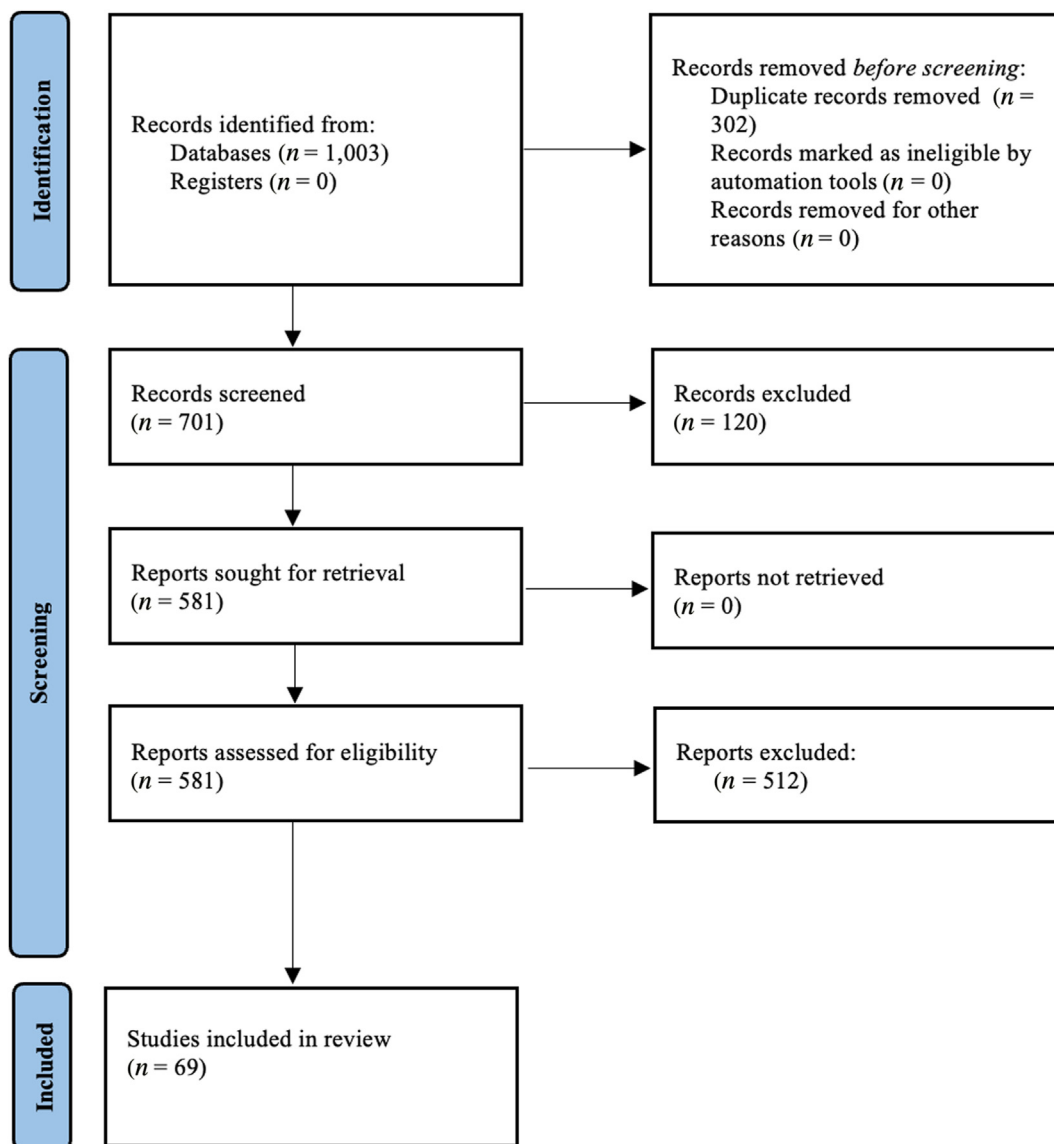 Identification
Records identified from:
Databases (n = 1,003)
Registers (n = 0)
Records removed before screening:
Duplicate records removed (n =
302)
Records marked as ineligible by
automation tools (n = 0)
Records removed for other
reasons (n = 0)
Screening
Records screened
(n = 701)
Records excluded
(n = 120)
Reports sought for retrieval
(n = 581)
Reports not retrieved
(n = 0)
Reports assessed for eligibility
(n = 581)
Reports excluded:
(n = 512)
Included
Studies included in review
(n = 69)